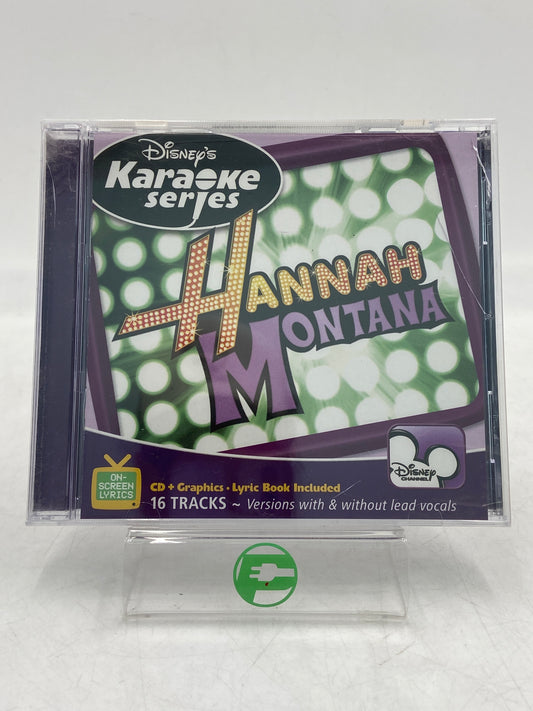 Disney's
Karaoke
series
HANNAH
MONTANA
ON-
SCREEN
LYRICS
CD + Graphics • Lyric Book Included
16 TRACKS ~ Versions with & without lead vocals
Disney
CHANNEL